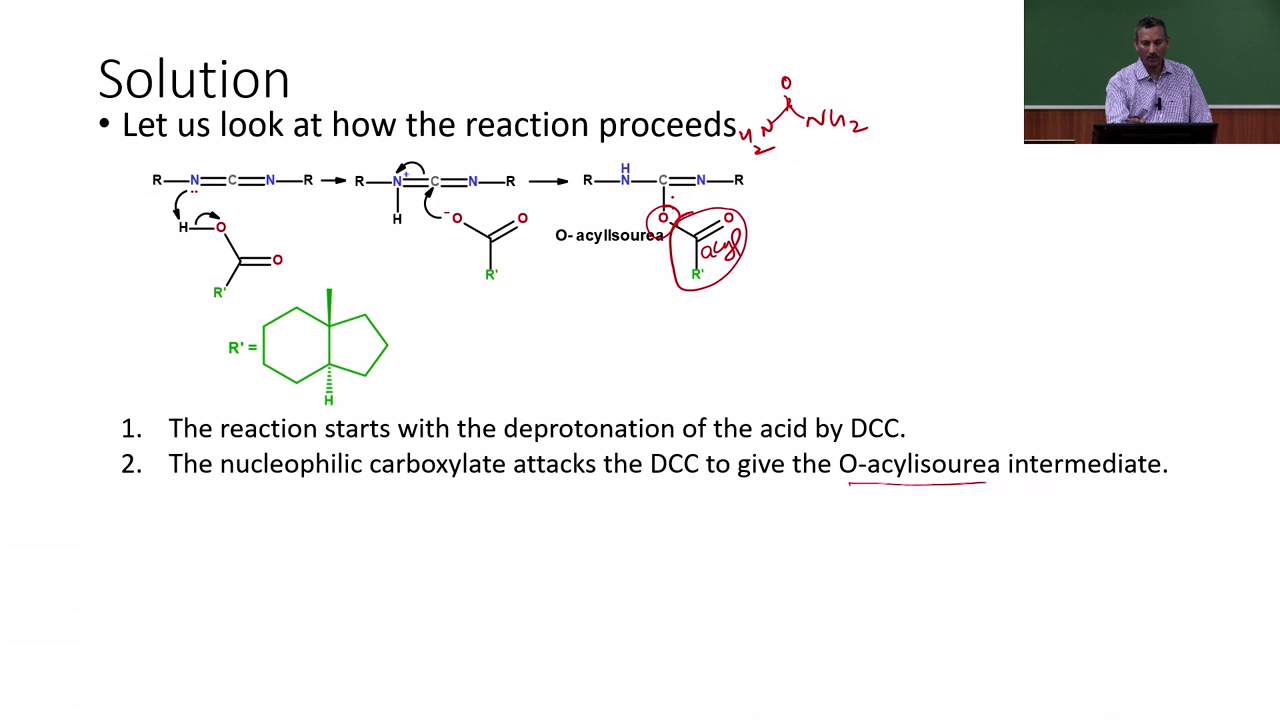 Solution
• Let us look at how the reaction proceeds
O
H2N NH2
R—N=C=N—R → R—N+=C=N—R → R—N=C=N—R
H
H H
H—O -O O O O
O- acylIsourea
O acyl
R' R' R'
R' =
H
1. The reaction starts with the deprotonation of the acid by DCC.
2. The nucleophilic carboxylate attacks the DCC to give the O-acylisourea intermediate.